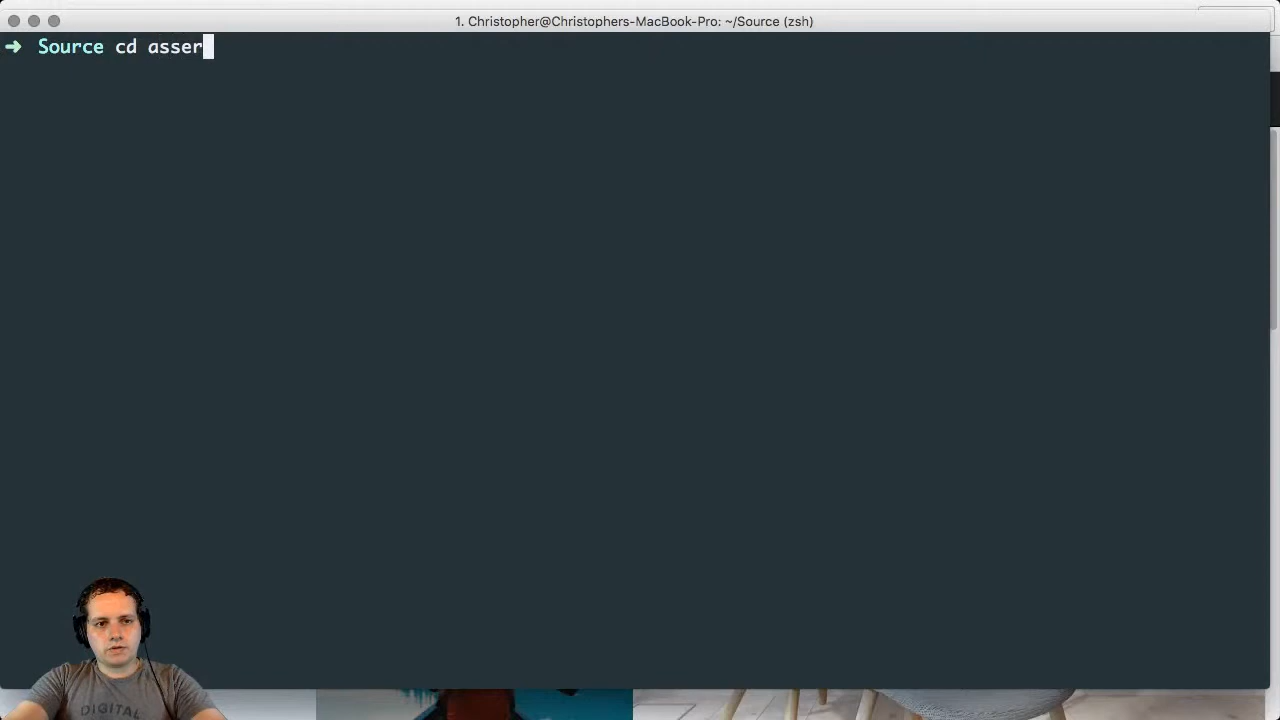 1. Christopher@Christophers-MacBook-Pro: ~/Source (zsh)
➜ Source cd asser
DIGITAL